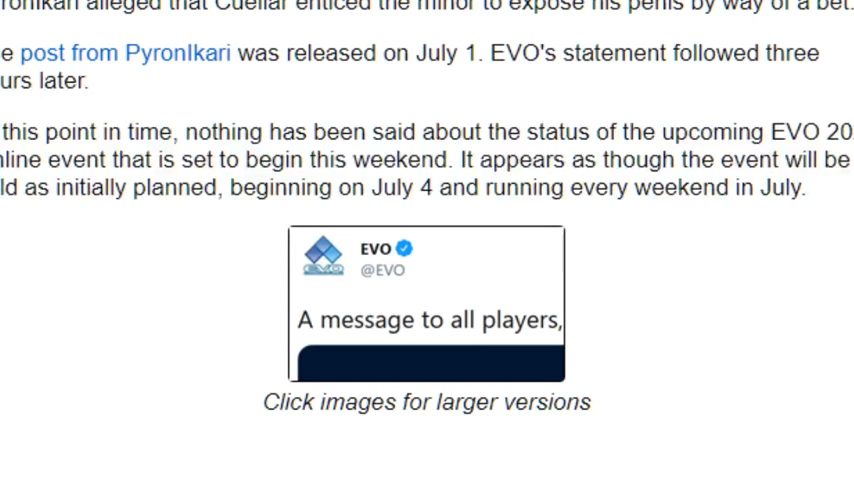 alleged that Cuellar enticed the minor to expose his penis by way of a bet.
post from PyronIkari was released on July 1. EVO's statement followed three
later.
this point in time, nothing has been said about the status of the upcoming EVO 20
event that is set to begin this weekend. It appears as though the event will be
as initially planned, beginning on July 4 and running every weekend in July.
EVO
@EVO
EVO
A message to all players,
Click images for larger versions